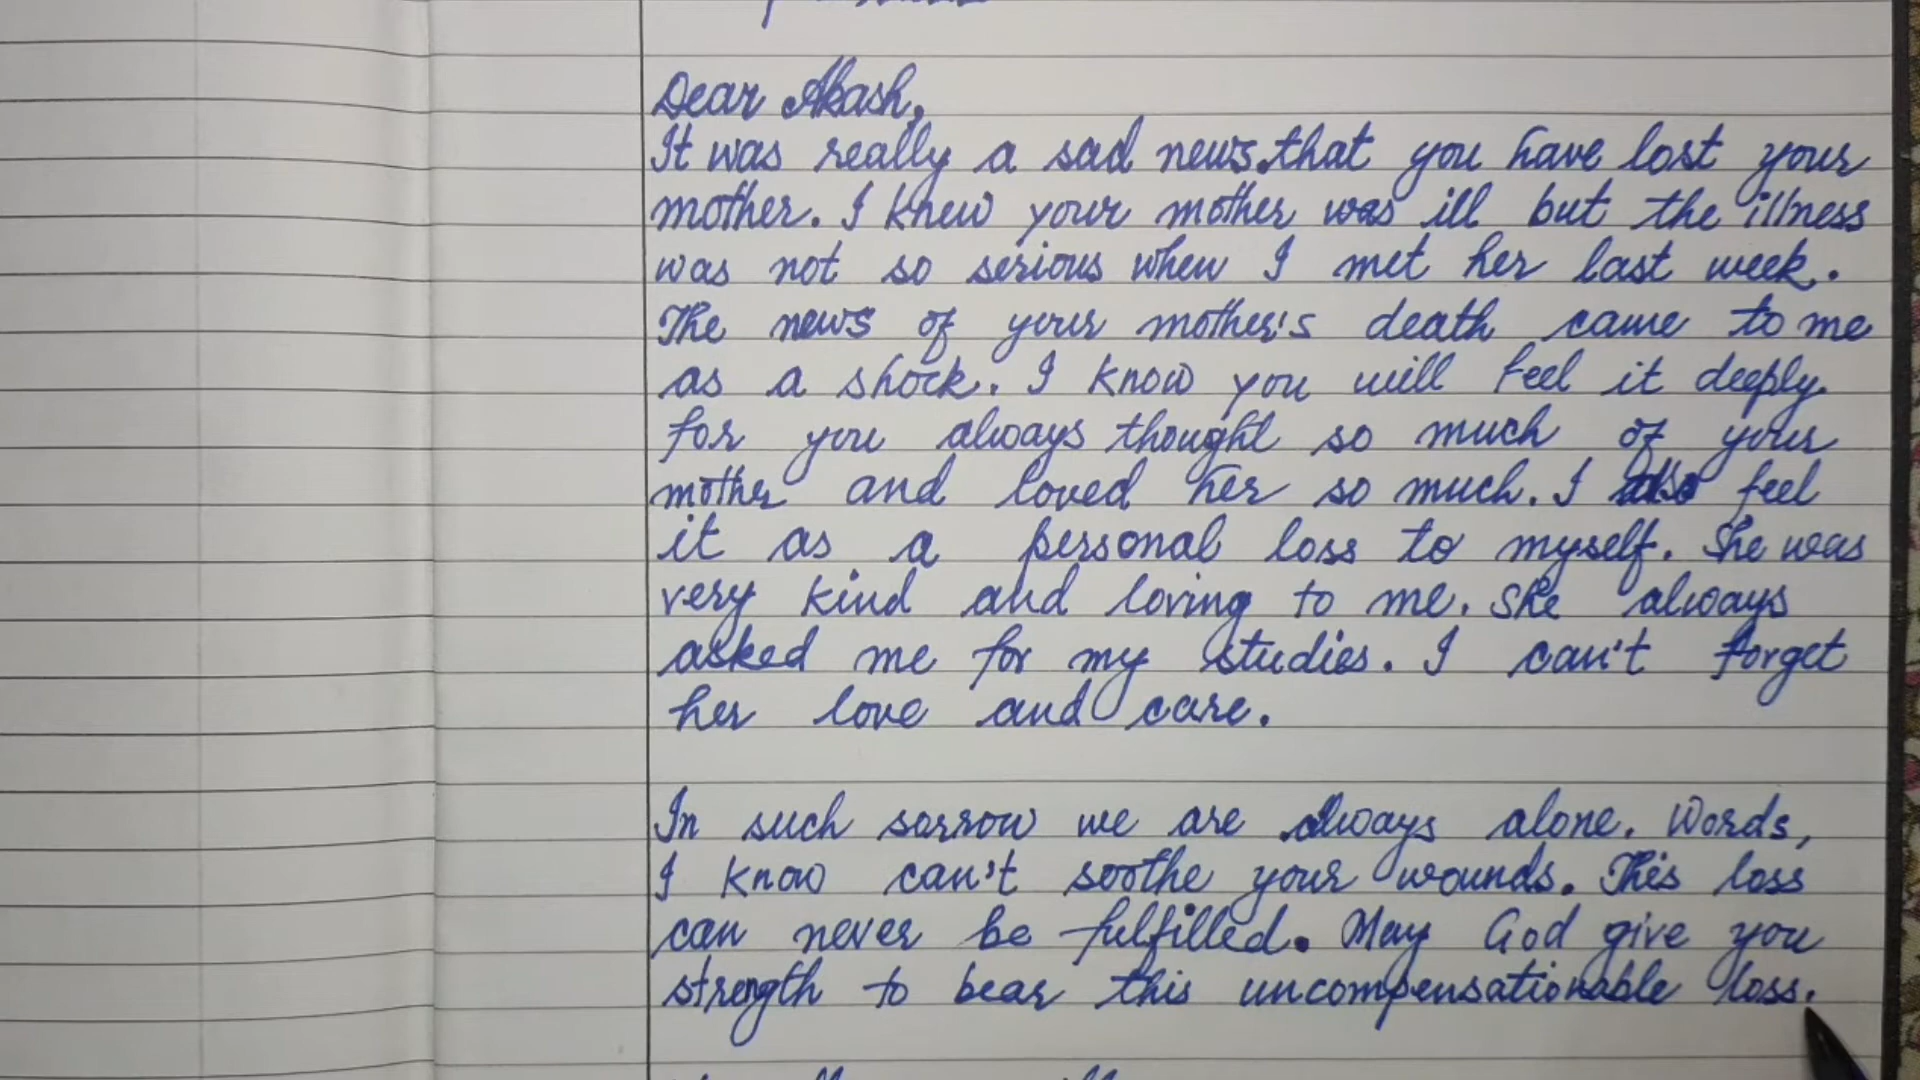 Dear Akash,
It was really a sad news that you have lost your
mother. I knew your mother was ill but the illness
was not so serious when I met her last week.
The news of your mother's death came to me
as a shock. I know you will feel it deeply
for you always thought so much of your
mother and loved her so much. I also feel
it as a personal loss to myself. She was
very kind and loving to me. She always
asked me for my studies. I can't forget
her love and care.
In such sorrow we are always alone. Words,
I know can't soothe your wounds. This loss
can never be fulfilled. May God give you
strength to bear this uncompensationable loss.